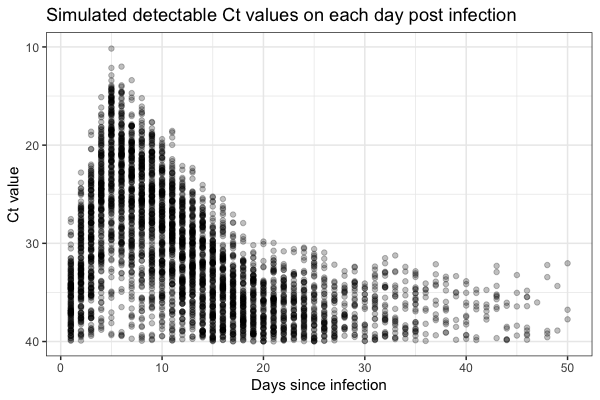 Simulated detectable Ct values on each day post infection
10
20
30
40
Ct value
0 10 20 30 40 50
Days since infection